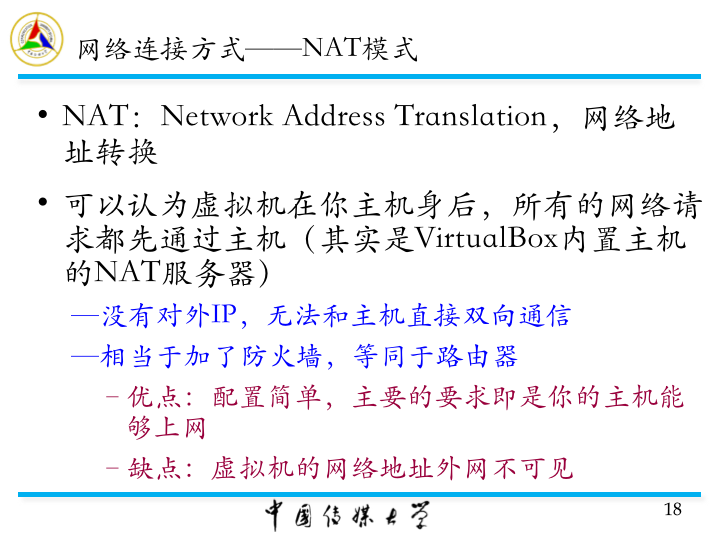 网络连接方式——NAT模式
• NAT：Network Address Translation，网络地
址转换
• 可以认为虚拟机在你主机身后，所有的网络请
求都先通过主机（其实是VirtualBox内置主机
的NAT服务器）
—没有对外IP，无法和主机直接双向通信
—相当于加了防火墙，等同于路由器
– 优点：配置简单，主要的要求即是你的主机能
够上网
– 缺点：虚拟机的网络地址外网不可见
中国传媒大学
18